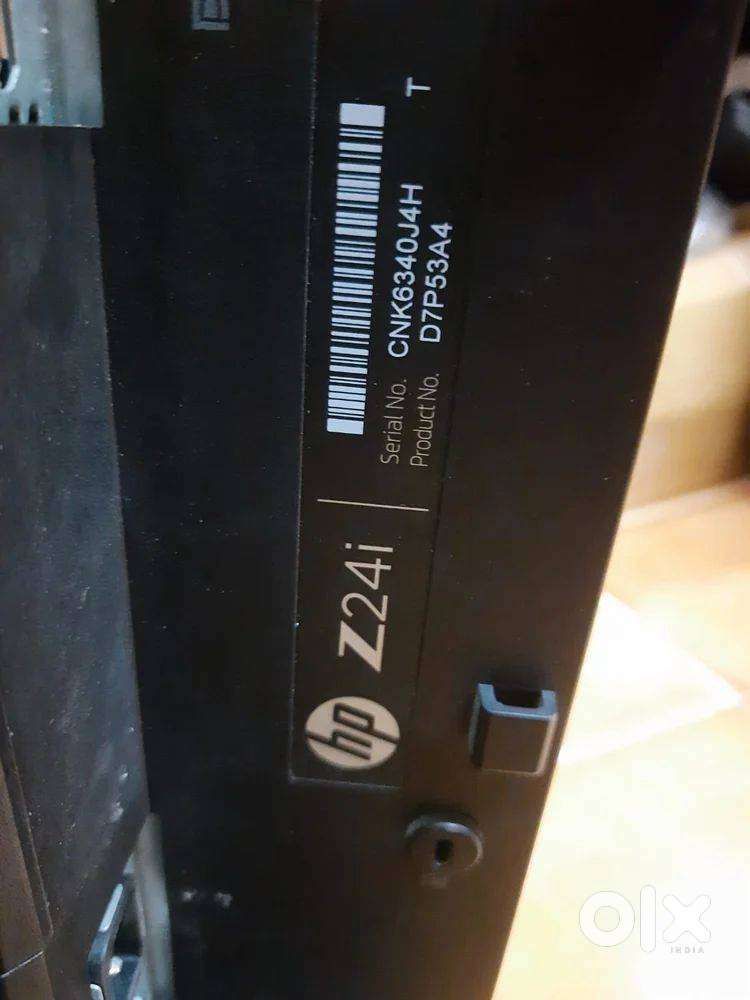 hp Z24i
Serial No. CNK6340J4H
Product No. D7P53A4
T
olx
INDIA